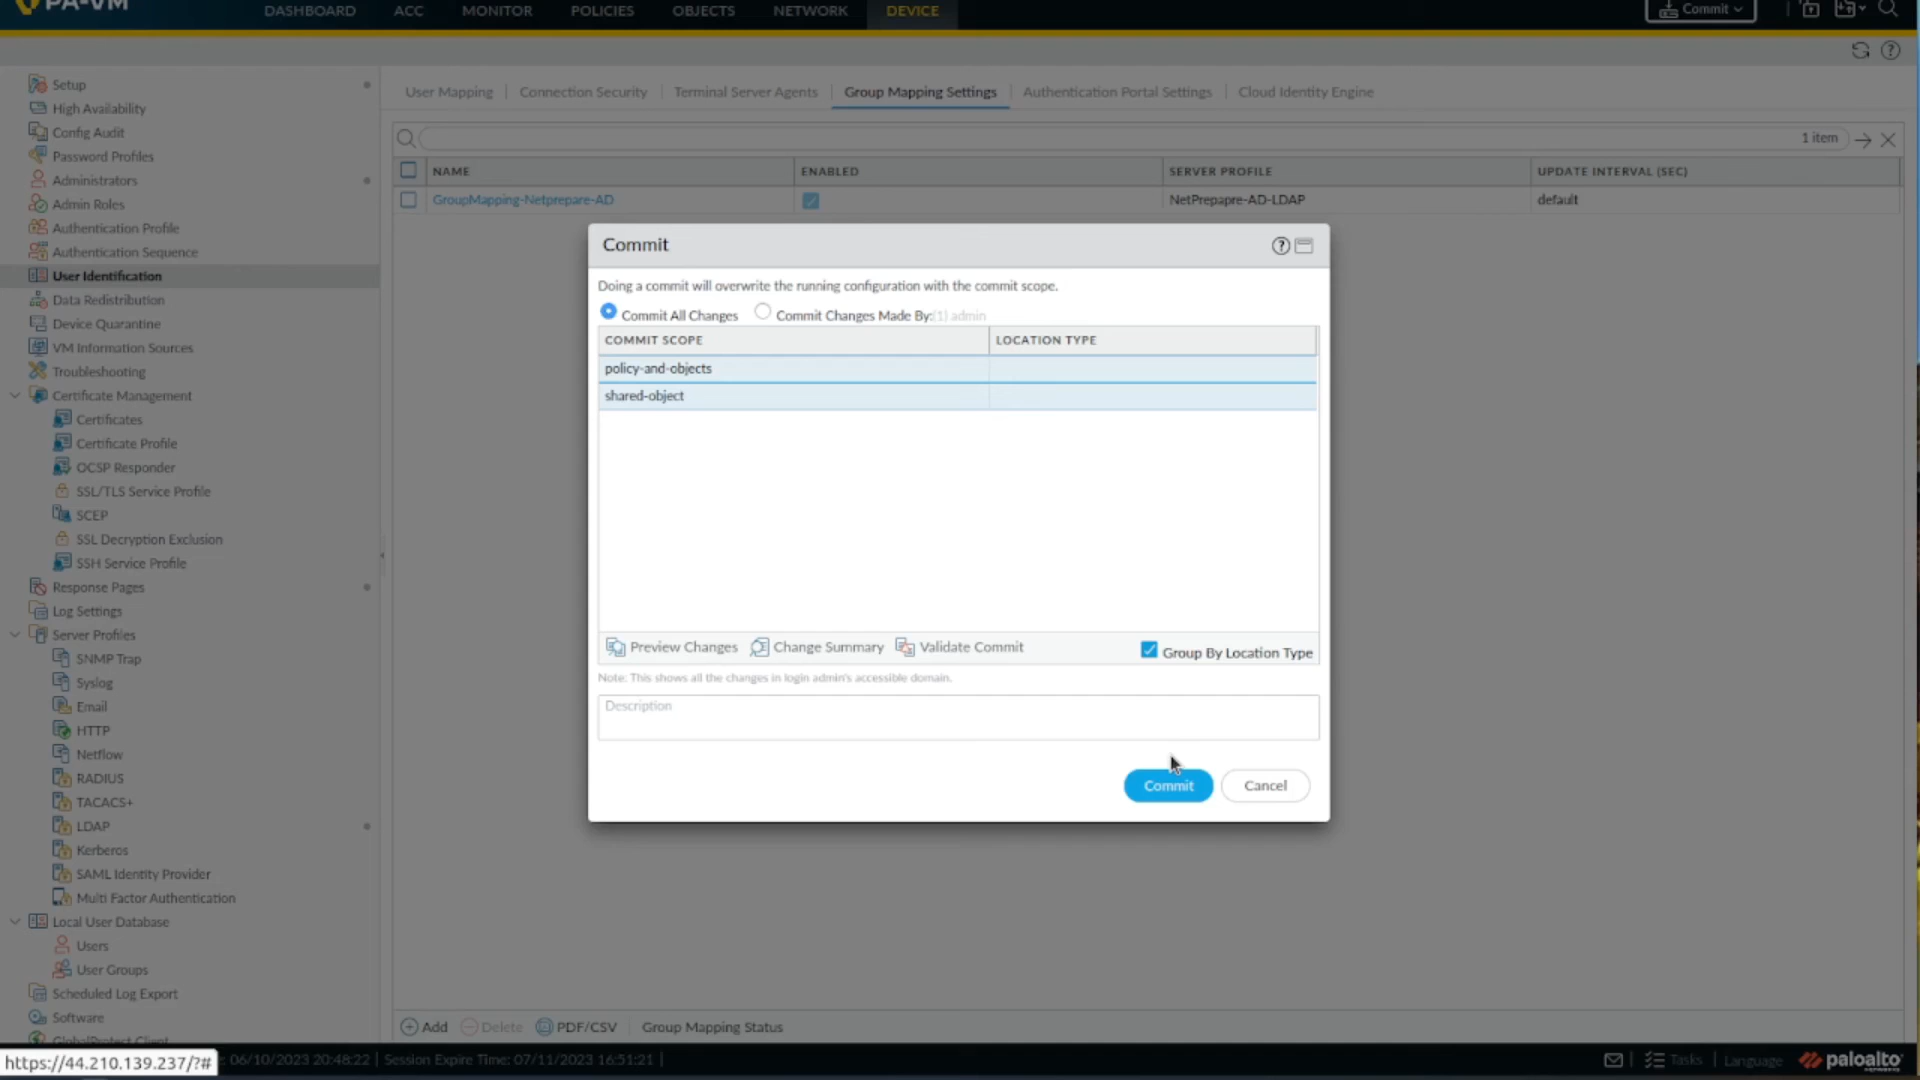 PA-VM
DASHBOARD ACC MONITOR POLICIES OBJECTS NETWORK DEVICE Commit
Setup
High Availability
Config Audit
Password Profiles
Administrators
Admin Roles
Authentication Profile
Authentication Sequence
User Identification
Data Redistribution
Device Quarantine
VM Information Sources
Troubleshooting
Certificate Management
Certificates
Certificate Profile
OCSP Responder
SSL/TLS Service Profile
SCEP
SSL Decryption Exclusion
SSH Service Profile
Response Pages
Log Settings
Server Profiles
SNMP Trap
Syslog
Email
HTTP
Netflow
RADIUS
TACACS+
LDAP
Kerberos
SAML Identity Provider
Multi Factor Authentication
Local User Database
Users
User Groups
Scheduled Log Export
Software
GlobalProtect Client
User Mapping | Connection Security | Terminal Server Agents | Group Mapping Settings | Authentication Portal Settings | Cloud Identity Engine
1 item
NAME ENABLED SERVER PROFILE UPDATE INTERVAL (SEC)
GroupMapping-Netprepare-AD NetPrepapre-AD-LDAP default
Commit
Doing a commit will overwrite the running configuration with the commit scope.
Commit All Changes Commit Changes Made By:(1) admin
COMMIT SCOPE LOCATION TYPE
policy-and-objects
shared-object
Preview Changes Change Summary Validate Commit Group By Location Type
Note: This shows all the changes in login admin's accessible domain.
Description
Commit Cancel
Add Delete PDF/CSV Group Mapping Status
https://44.210.139.237/?# : 06/10/2023 20:48:22 | Session Expire Time: 07/11/2023 16:51:21 | Tasks | Language paloalto